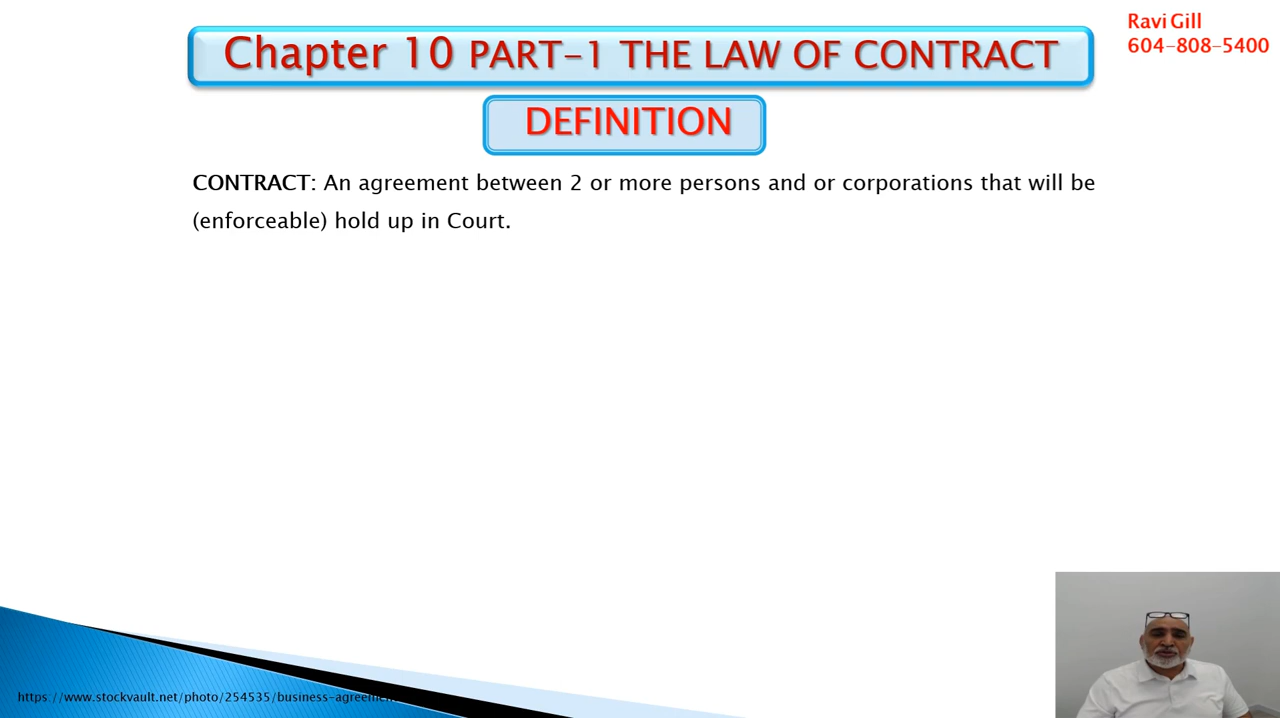 Ravi Gill
604-808-5400
Chapter 10 PART-1 THE LAW OF CONTRACT
DEFINITION
CONTRACT: An agreement between 2 or more persons and or corporations that will be
(enforceable) hold up in Court.
https://www.stockvault.net/photo/254535/business-agreemen